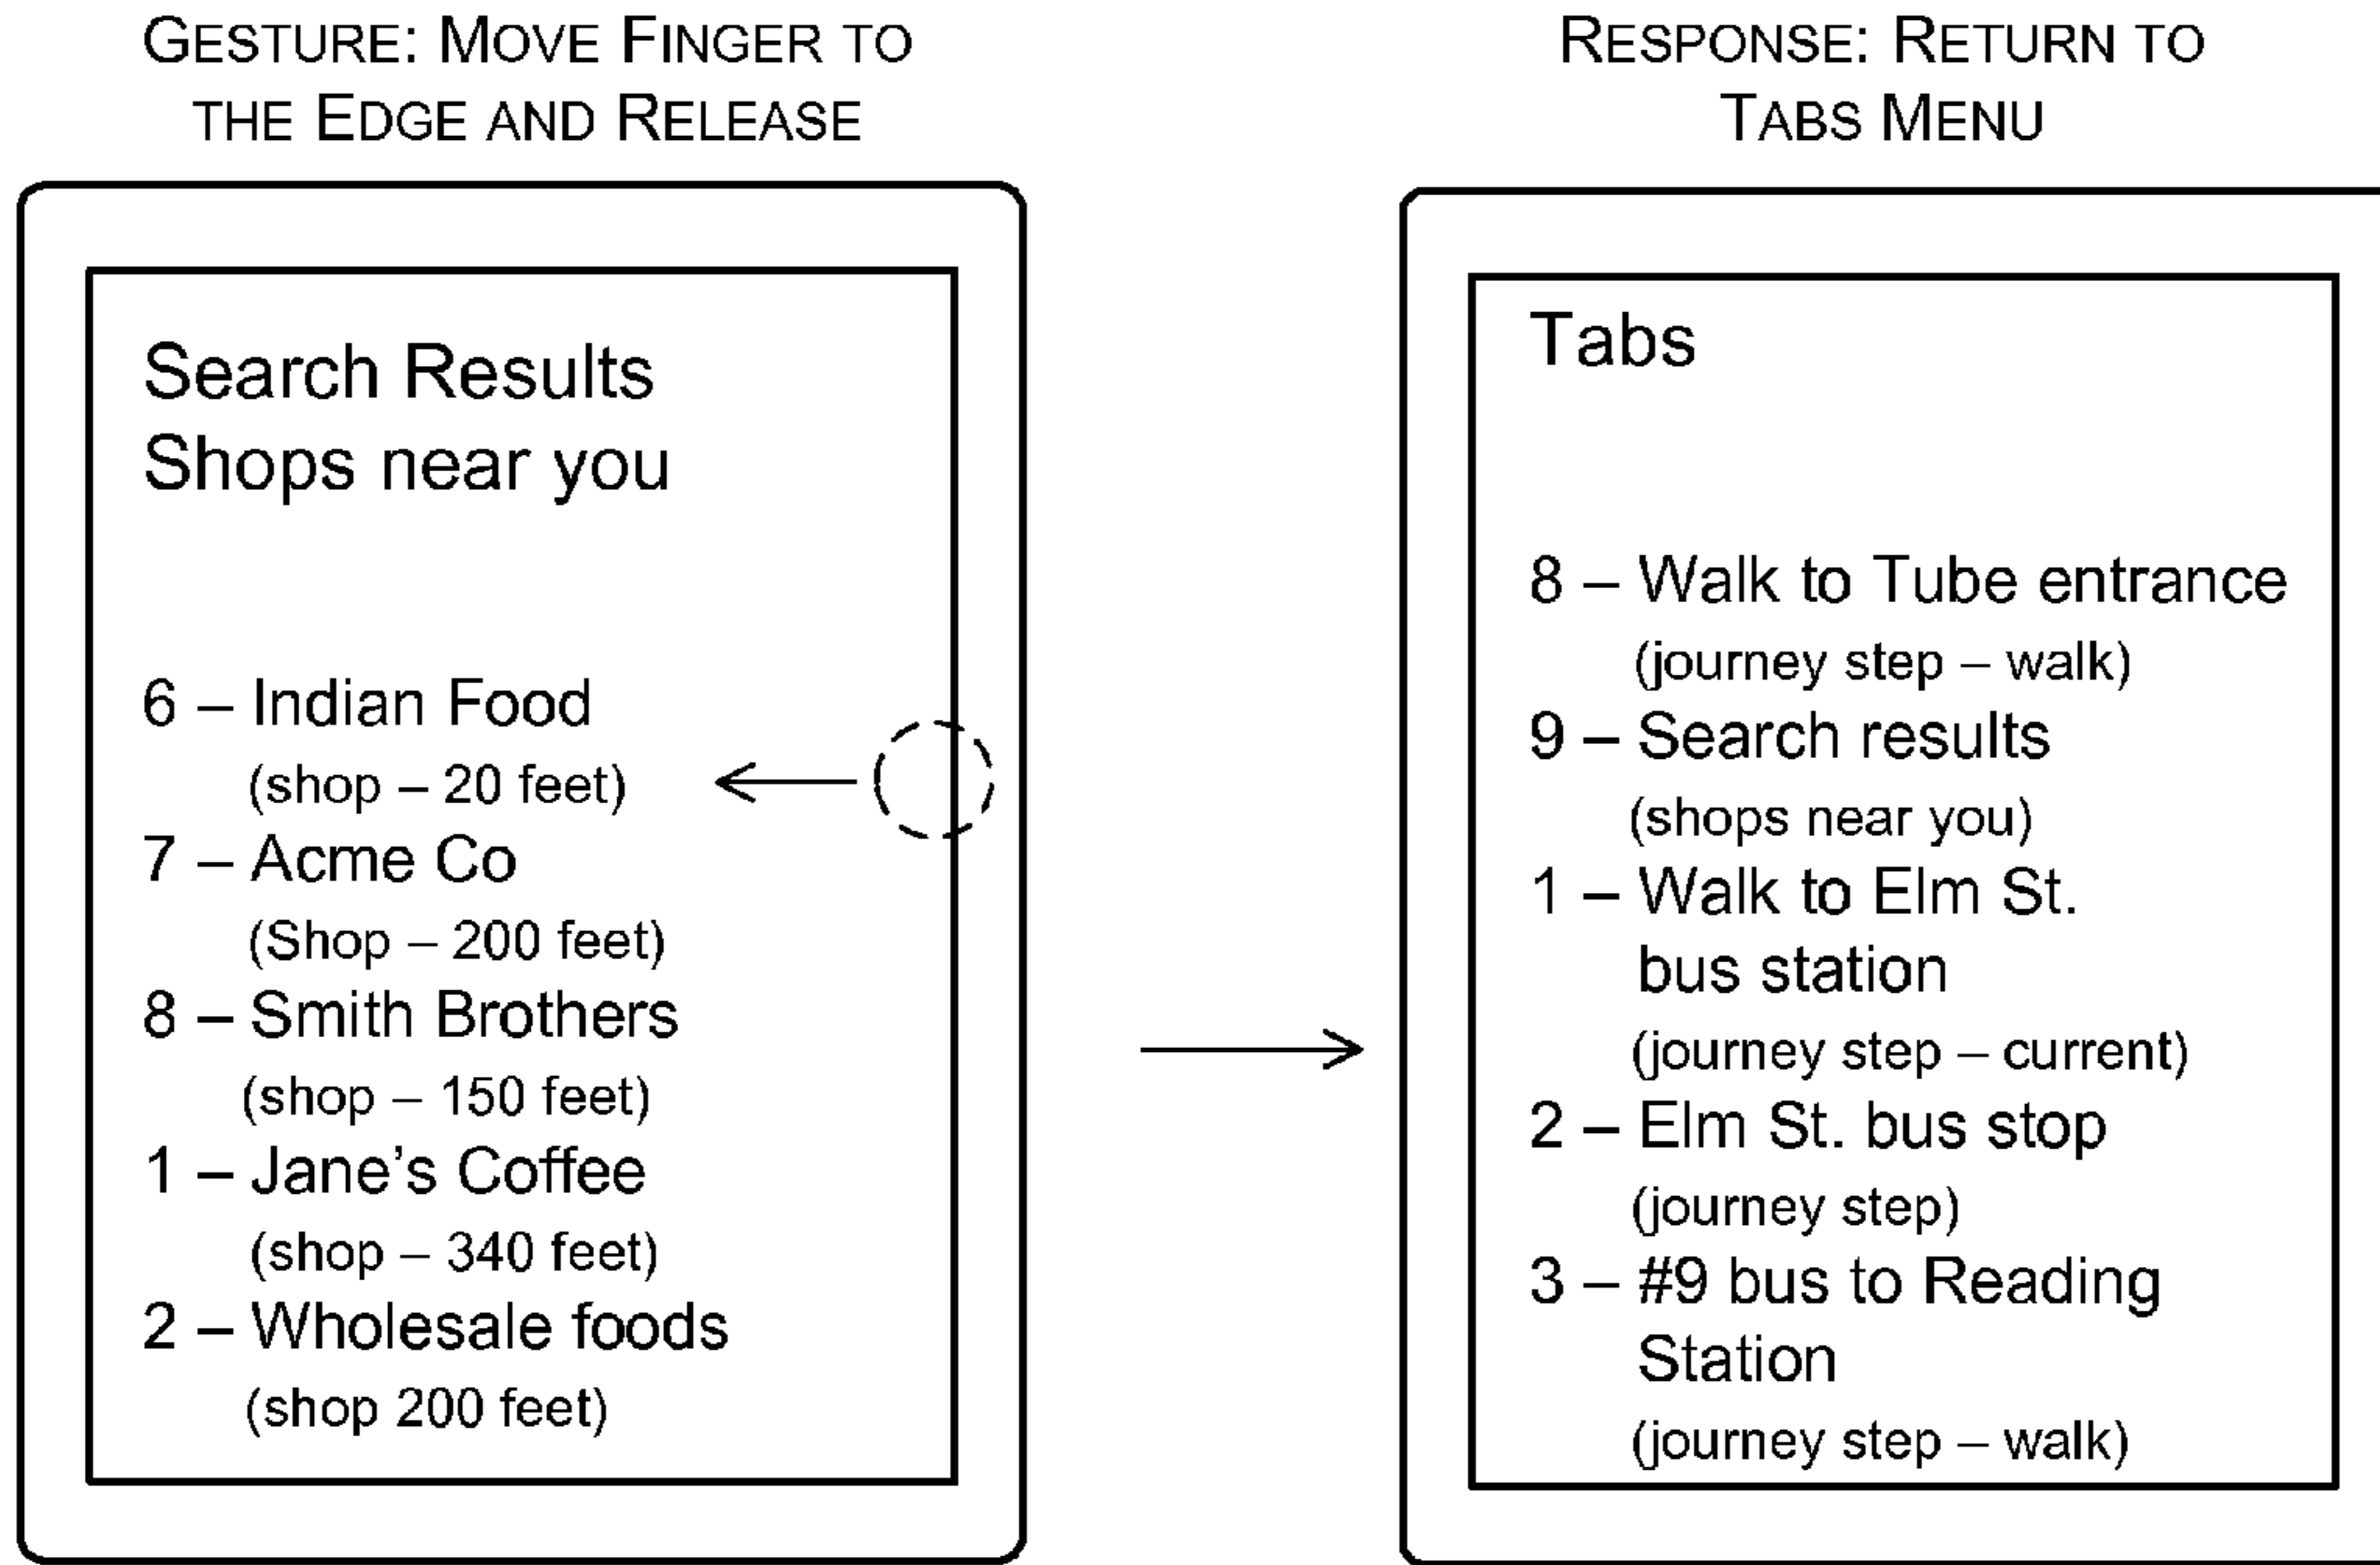 GESTURE: MOVE FINGER TO
THE EDGE AND RELEASE
Search Results
Shops near you
6 – Indian Food
(shop – 20 feet)
7 – Acme Co
(Shop – 200 feet)
8 – Smith Brothers
(shop – 150 feet)
1 – Jane's Coffee
(shop – 340 feet)
2 – Wholesale foods
(shop 200 feet)
RESPONSE: RETURN TO
TABS MENU
Tabs
8 – Walk to Tube entrance
(journey step – walk)
9 – Search results
(shops near you)
1 – Walk to Elm St.
bus station
(journey step – current)
2 – Elm St. bus stop
(journey step)
3 – #9 bus to Reading
Station
(journey step – walk)